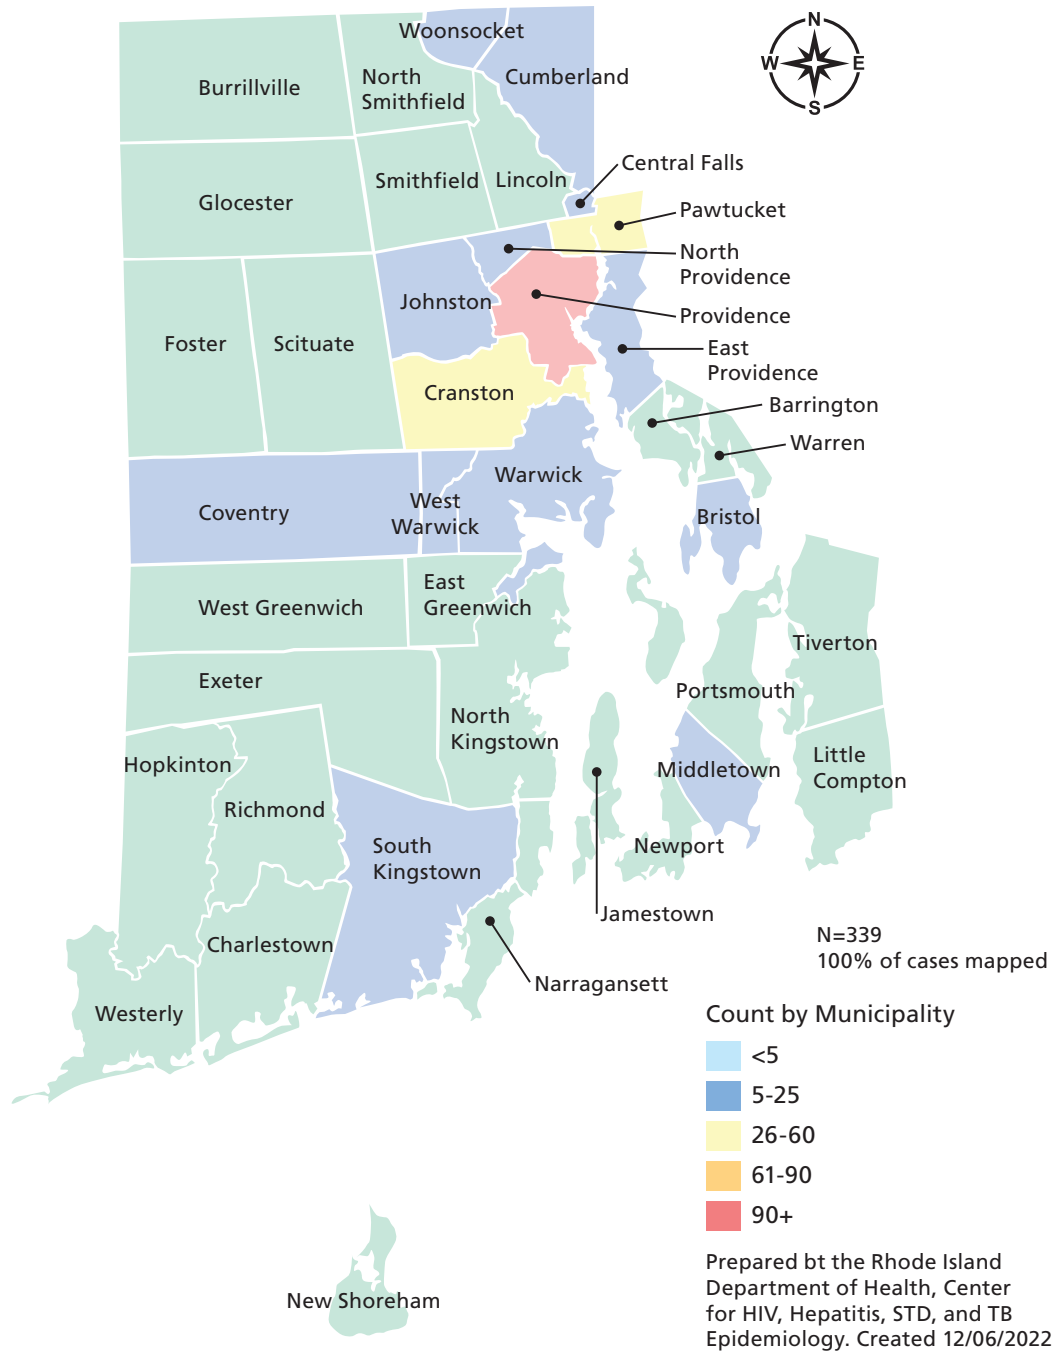 N
W
E
S
Woonsocket
Burrillville
North
Smithfield
Cumberland
Central Falls
Smithfield
Lincoln
Glocester
Pawtucket
North
Providence
Johnston
Providence
Foster
Scituate
East
Providence
Cranston
Barrington
Warren
Warwick
Coventry
West
Warwick
Bristol
East
Greenwich
West Greenwich
Tiverton
Exeter
Portsmouth
North
Kingstown
Hopkinton
Middletown
Little
Compton
Richmond
South
Kingstown
Newport
Jamestown
Charlestown
Narragansett
Westerly
New Shoreham
N=339
100% of cases mapped
Count by Municipality
<5
5-25
26-60
61-90
90+
Prepared bt the Rhode Island
Department of Health, Center
for HIV, Hepatitis, STD, and TB
Epidemiology. Created 12/06/2022